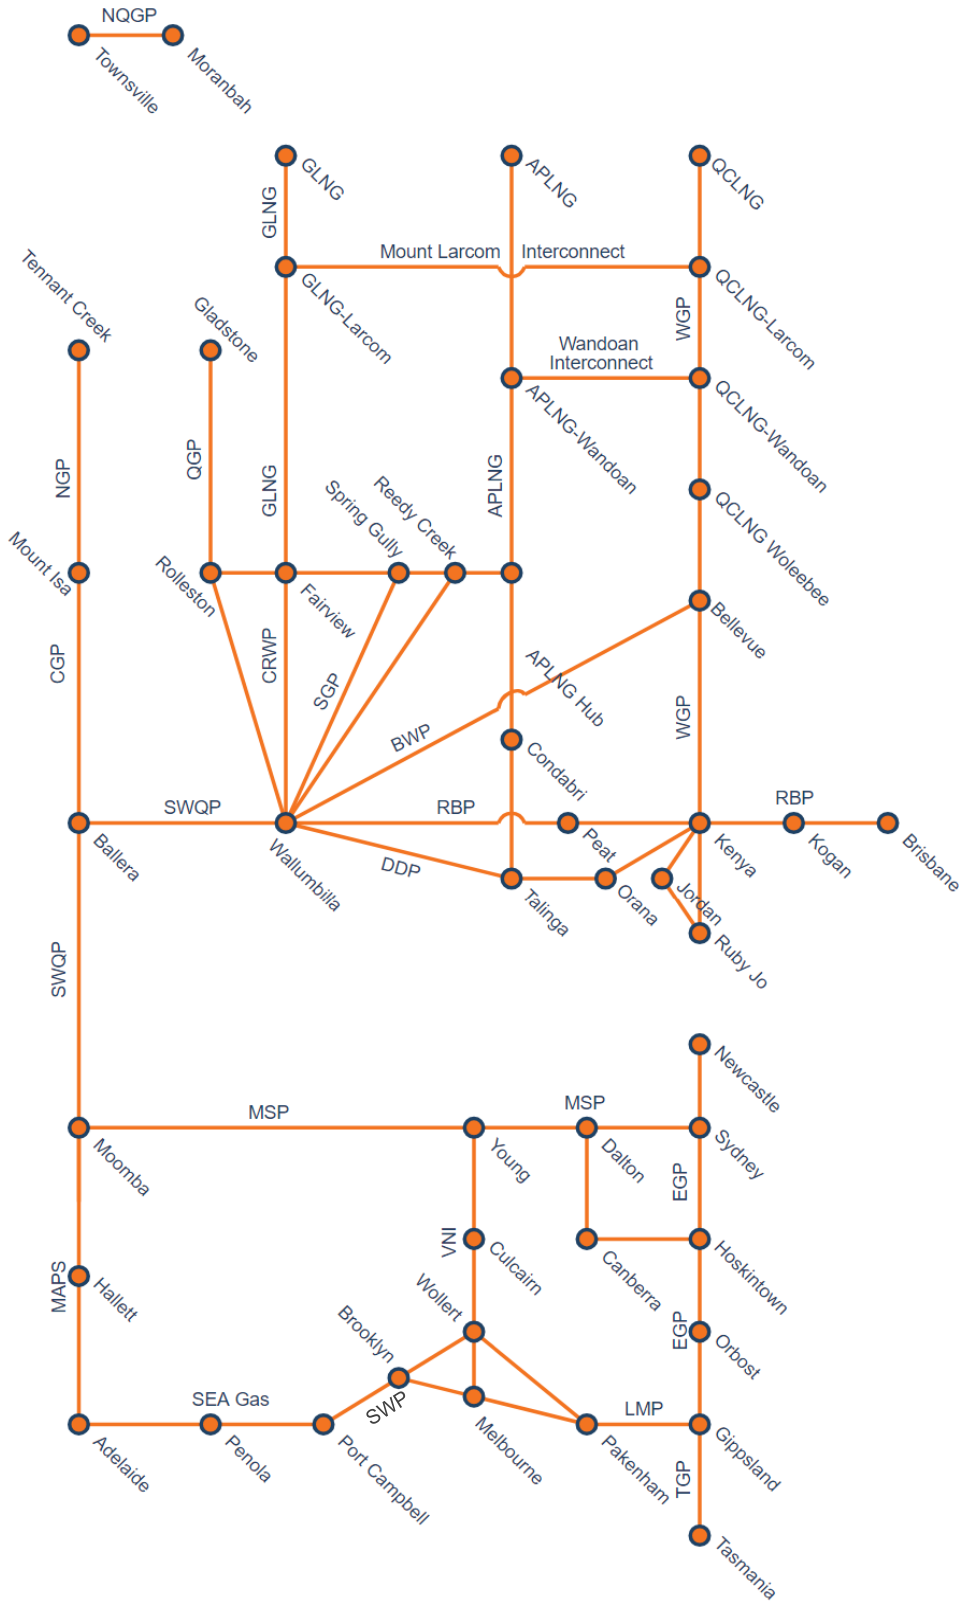 NQGP
Townsville
Moranbah
GLNG
APLNG
QCLNG
GLNG
Mount Larcom
Interconnect
Tennant Creek
GLNG-Larcom
QCLNG-Larcom
Gladstone
WGP
Wandoan
Interconnect
APLNG-Wandoan
QCLNG-Wandoan
NGP
QGP
GLNG
Spring Gully
Reedy Creek
APLNG
QCLNG Woleebee
Mount Isa
Rolleston
Fairview
Bellevue
CGP
CRWP
SGP
APLNG Hub
BWP
WGP
Condabri
SWQP
RBP
RBP
Ballera
Wallumbilla
DDP
Peat
Kenya
Kogan
Brisbane
Talinga
Orana
Jordan
Ruby Jo
SWQP
Newcastle
MSP
MSP
Moomba
Young
Dalton
Sydney
EGP
VNI
Culcairn
Canberra
Hoskintown
MAPS
Hallett
Wollert
Brooklyn
EGP
Orbost
SEA Gas
SWP
LMP
Adelaide
Penola
Port Campbell
Melbourne
Pakenham
Gippsland
TGP
Tasmania